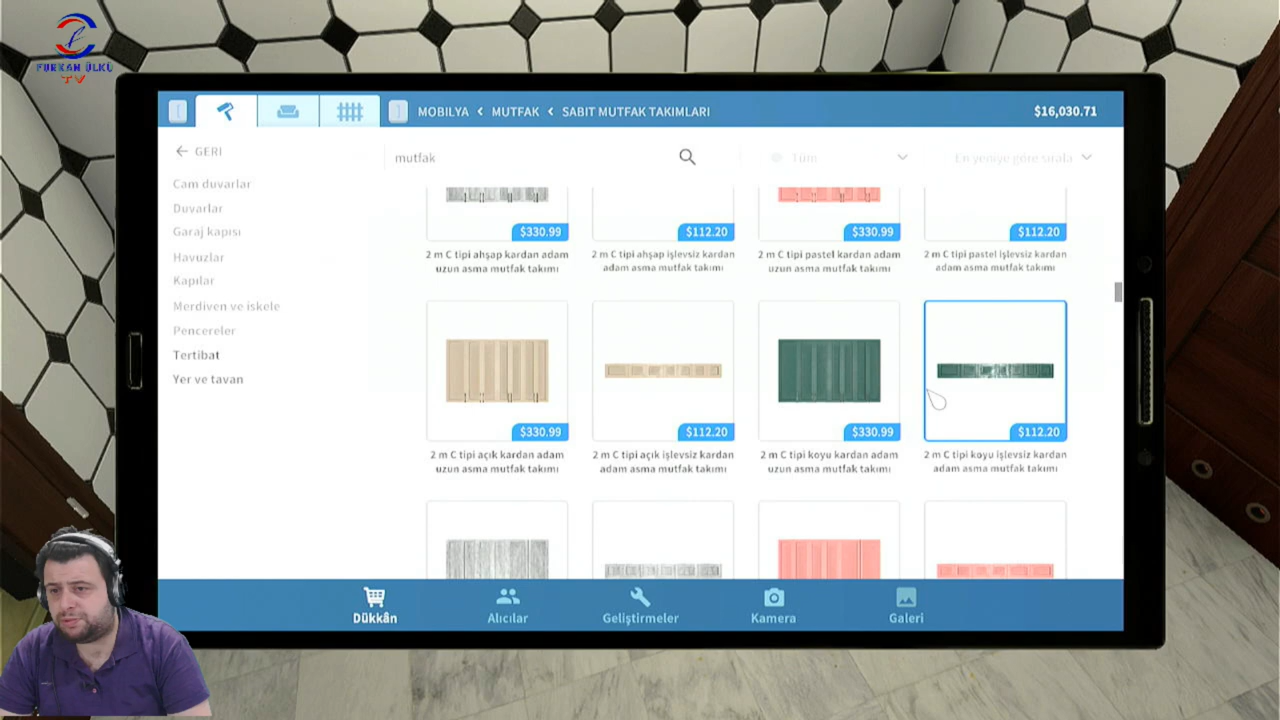 FURKAN ÜLKÜ
TV
MOBILYA < MUTFAK < SABIT MUTFAK TAKIMLARI
$16,030.71
← GERI
mutfak
Tüm
En yeniye göre sırala
Cam duvarlar
Duvarlar
Garaj kapısı
Havuzlar
Kapılar
Merdiven ve iskele
Pencereler
Tertibat
Yer ve tavan
$330.99
$112.20
$330.99
$112.20
2 m C tipi ahşap kardan adam
uzun asma mutfak takımı
2 m C tipi ahşap işlevsiz kardan
adam asma mutfak takımı
2 m C tipi pastel kardan adam
uzun asma mutfak takımı
2 m C tipi pastel işlevsiz kardan
adam asma mutfak takımı
$330.99
$112.20
$330.99
$112.20
2 m C tipi açık kardan adam
uzun asma mutfak takımı
2 m C tipi açık işlevsiz kardan
adam asma mutfak takımı
2 m C tipi koyu kardan adam
uzun asma mutfak takımı
2 m C tipi koyu işlevsiz kardan
adam asma mutfak takımı
Dükkân
Alıcılar
Geliştirmeler
Kamera
Galeri